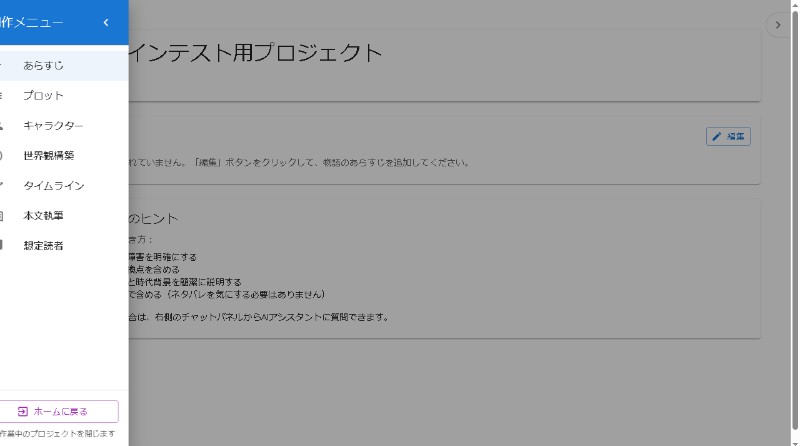 作メニュー
インテスト用プロジェクト
あらすじ
プロット
キャラクター
世界観構築
タイムライン
本文執筆
想定読者
編集
れていません。「編集」ボタンをクリックして、物語のあらすじを追加してください。
のヒント
き方：
障害を明確にする
換点を含める
と時代背景を簡潔に説明する
で含める（ネタバレを気にする必要はありません）
合は、右側のチャットパネルからAIアシスタントに質問できます。
ホームに戻る
作業中のプロジェクトを閉じます